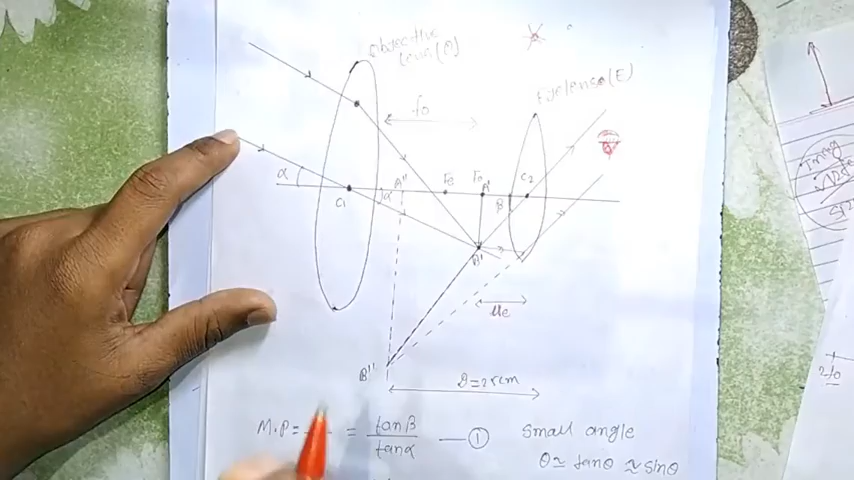 objective
lens(O)
Eyelens(E)
fo
α
C1
α
A''
Fe
Fo
A'
β
C2
B'
ue
B''
D=25cm
M.P= = tanβ / tanα —① small angle
θ≈ tanθ ≈ sinθ